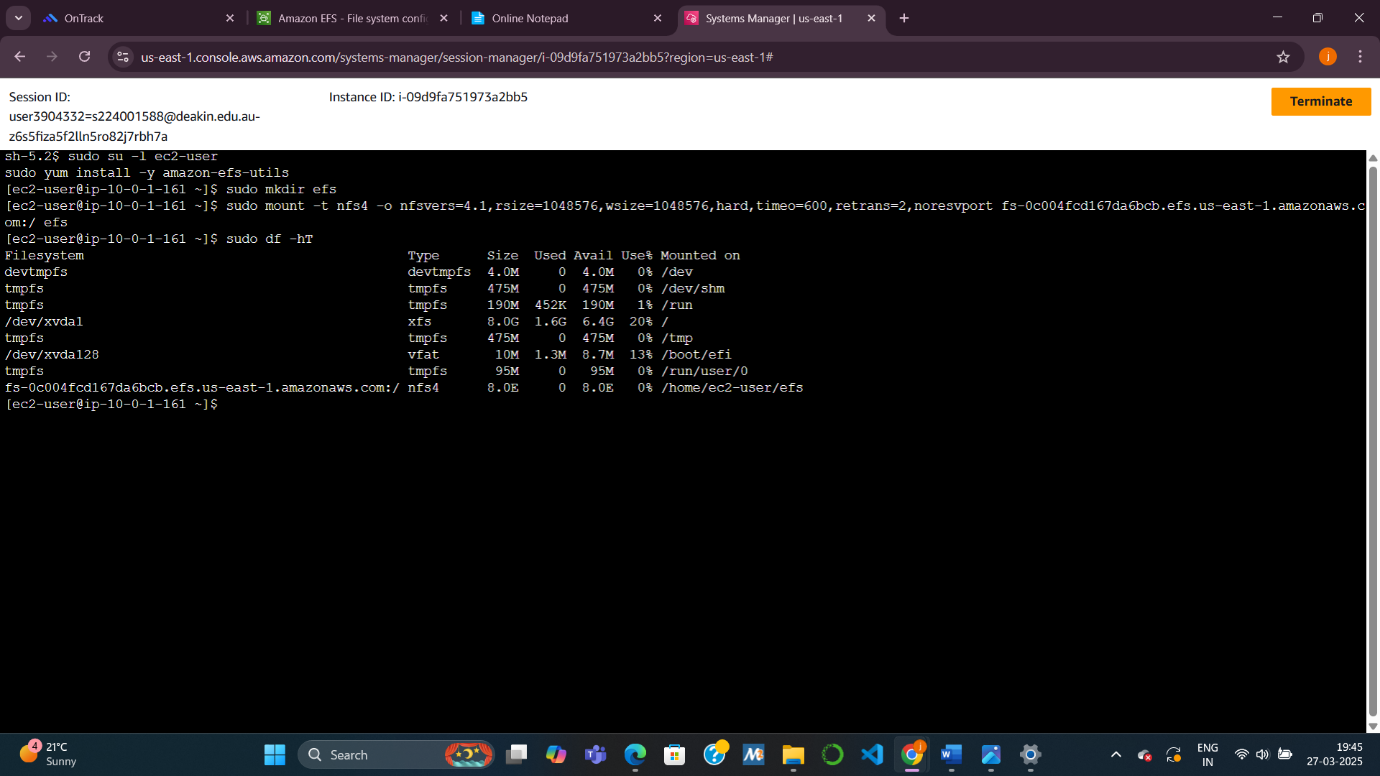 OnTrack
Amazon EFS - File system confi
Online Notepad
Systems Manager | us-east-1
us-east-1.console.aws.amazon.com/systems-manager/session-manager/i-09d9fa751973a2bb5?region=us-east-1#
j
Session ID:
user3904332=s224001588@deakin.edu.au-
z6s5fiza5f2lln5ro82j7rbh7a
Instance ID: i-09d9fa751973a2bb5
Terminate
sh-5.2$ sudo su -l ec2-user
sudo yum install -y amazon-efs-utils
[ec2-user@ip-10-0-1-161 ~]$ sudo mkdir efs
[ec2-user@ip-10-0-1-161 ~]$ sudo mount -t nfs4 -o nfsvers=4.1,rsize=1048576,wsize=1048576,hard,timeo=600,retrans=2,noresvport fs-0c004fcd167da6bcb.efs.us-east-1.amazonaws.c
om:/ efs
[ec2-user@ip-10-0-1-161 ~]$ sudo df -hT
Filesystem Type Size Used Avail Use% Mounted on
devtmpfs devtmpfs 4.0M 0 4.0M 0% /dev
tmpfs tmpfs 475M 0 475M 0% /dev/shm
tmpfs tmpfs 190M 452K 190M 1% /run
/dev/xvda1 xfs 8.0G 1.6G 6.4G 20% /
tmpfs tmpfs 475M 0 475M 0% /tmp
/dev/xvda128 vfat 10M 1.3M 8.7M 13% /boot/efi
tmpfs tmpfs 95M 0 95M 0% /run/user/0
fs-0c004fcd167da6bcb.efs.us-east-1.amazonaws.com:/ nfs4 8.0E 0 8.0E 0% /home/ec2-user/efs
[ec2-user@ip-10-0-1-161 ~]$
4
21°C
Sunny
Search
ENG
IN
19:45
27-03-2025